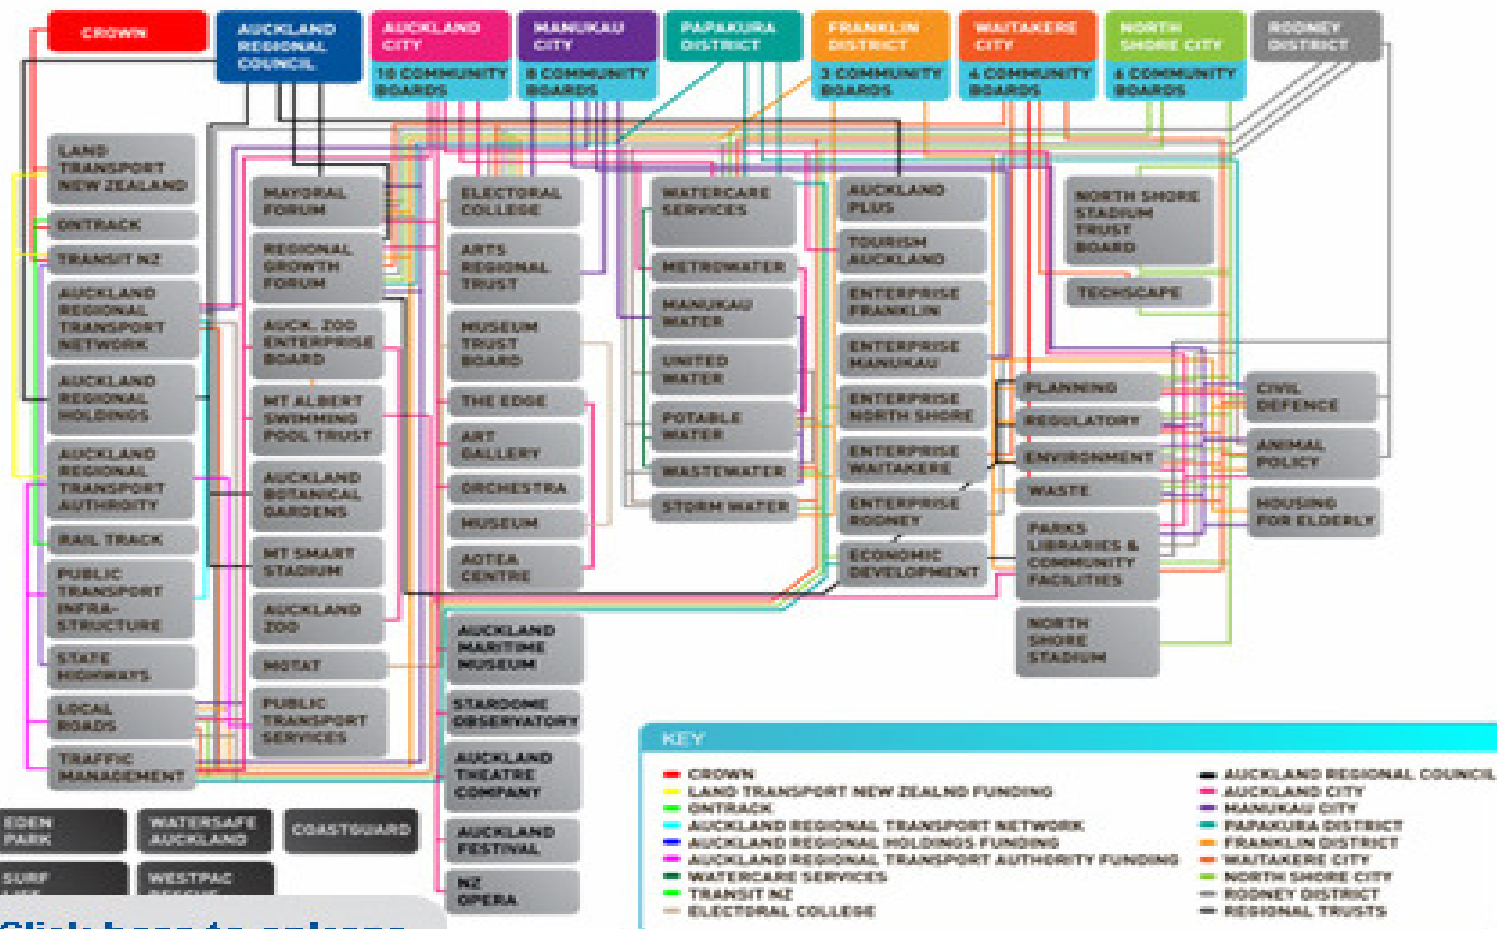 CROWN
AUCKLAND
REGIONAL
COUNCIL
AUCKLAND
CITY
10 COMMUNITY
BOARDS
MANUKAU
CITY
8 COMMUNITY
BOARDS
PAPAKURA
DISTRICT
FRANKLIN
DISTRICT
3 COMMUNITY
BOARDS
WAITAKERE
CITY
4 COMMUNITY
BOARDS
NORTH
SHORE CITY
6 COMMUNITY
BOARDS
RODNEY
DISTRICT
LAND
TRANSPORT
NEW ZEALAND
ONTRACK
TRANSIT NZ
AUCKLAND
REGIONAL
TRANSPORT
NETWORK
AUCKLAND
REGIONAL
HOLDINGS
AUCKLAND
REGIONAL
TRANSPORT
AUTHROITY
RAIL TRACK
PUBLIC
TRANSPORT
INFRA-
STRUCTURE
STATE
HIGHWAYS
LOCAL
ROADS
TRAFFIC
MANAGEMENT
MAYORAL
FORUM
REGIONAL
GROWTH
FORUM
AUCK. ZOO
ENTERPRISE
BOARD
MT ALBERT
SWIMMING
POOL TRUST
AUCKLAND
BOTANICAL
GARDENS
MT SMART
STADIUM
AUCKLAND
ZOO
MOTAT
PUBLIC
TRANSPORT
SERVICES
ELECTORAL
COLLEGE
ARTS
REGIONAL
TRUST
MUSEUM
TRUST
BOARD
THE EDGE
ART
GALLERY
ORCHESTRA
MUSEUM
AOTEA
CENTRE
AUCKLAND
MARITIME
MUSEUM
STARDOME
OBSERVATORY
AUCKLAND
THEATRE
COMPANY
AUCKLAND
FESTIVAL
NZ
OPERA
WATERCARE
SERVICES
METROWATER
MANUKAU
WATER
UNITED
WATER
POTABLE
WATER
WASTEWATER
STORM WATER
AUCKLAND
PLUS
TOURISM
AUCKLAND
ENTERPRISE
FRANKLIN
ENTERPRISE
MANUKAU
ENTERPRISE
NORTH SHORE
ENTERPRISE
WAITAKERE
ENTERPRISE
RODNEY
ECONOMIC
DEVELOPMENT
NORTH SHORE
STADIUM
TRUST
BOARD
TECHSCAPE
PLANNING
REGULATORY
ENVIRONMENT
WASTE
PARKS
LIBRARIES &
COMMUNITY
FACILITIES
NORTH
SHORE
STADIUM
CIVIL
DEFENCE
ANIMAL
POLICY
HOUSING
FOR ELDERLY
EDEN
PARK
WATERSAFE
AUCKLAND
COASTGUARD
SURF
WESTPAC
Click here to enlarge
KEY
CROWN
LAND TRANSPORT NEW ZEALND FUNDING
ONTRACK
AUCKLAND REGIONAL TRANSPORT NETWORK
AUCKLAND REGIONAL HOLDINGS FUNDING
AUCKLAND REGIONAL TRANSPORT AUTHORITY FUNDING
WATERCARE SERVICES
TRANSIT NZ
ELECTORAL COLLEGE
AUCKLAND REGIONAL COUNCIL
AUCKLAND CITY
MANUKAU CITY
PAPAKURA DISTRICT
FRANKLIN DISTRICT
WAITAKERE CITY
NORTH SHORE CITY
RODNEY DISTRICT
REGIONAL TRUSTS